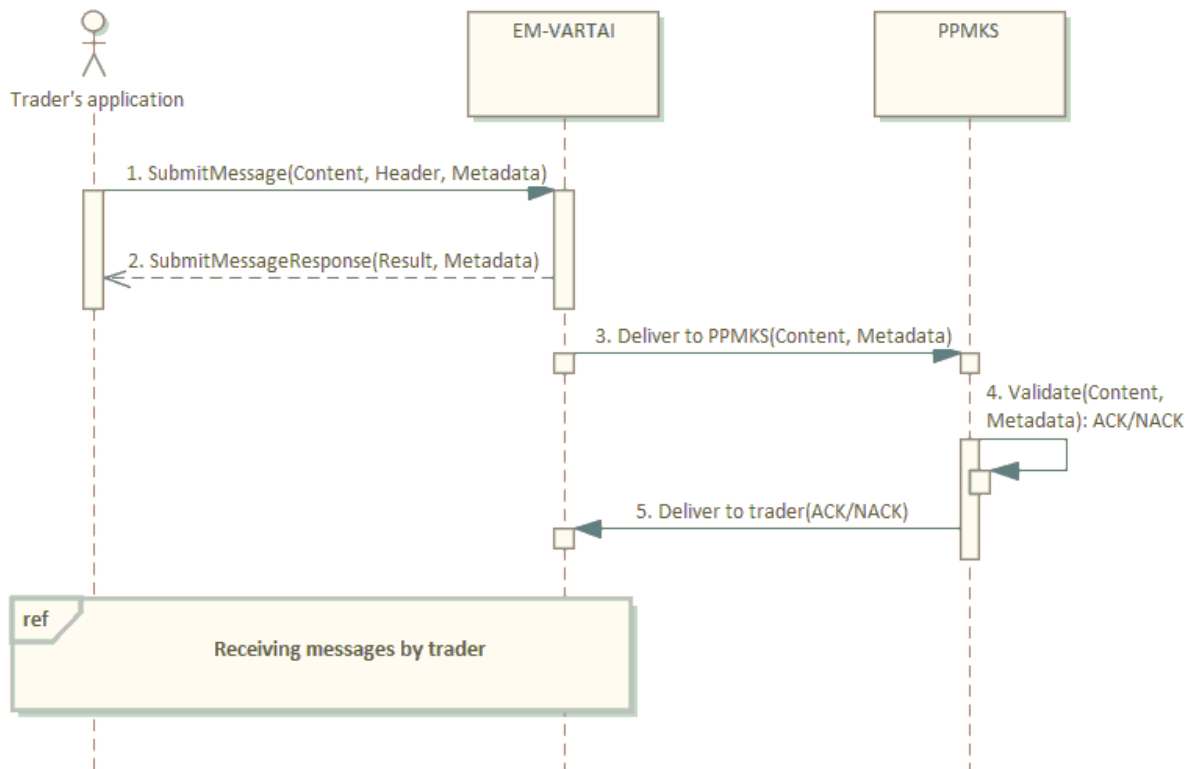 EM-VARTAI
PPMKS
Trader's application
1. SubmitMessage(Content, Header, Metadata)
2. SubmitMessageResponse(Result, Metadata)
3. Deliver to PPMKS(Content, Metadata)
4. Validate(Content,
Metadata): ACK/NACK
5. Deliver to trader(ACK/NACK)
ref
Receiving messages by trader